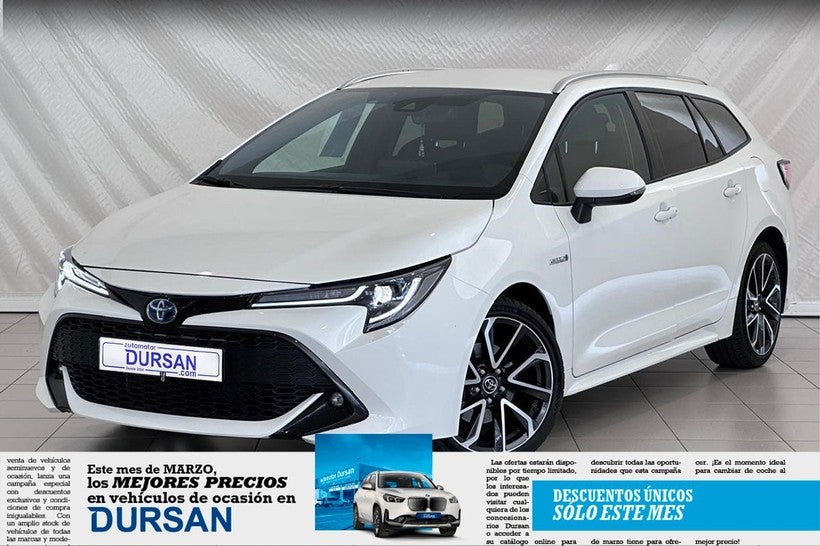 automotor
DURSAN
.com
Desde 2004
HYBRID
venta de vehículos
seminuevos y de
ocasión, lanza una
campaña especial
con descuentos
exclusivos y condi-
ciones de compra
inigualables. Con
un amplio stock de
vehículos de todas
las marcas y mode-
Este mes de MARZO,
los MEJORES PRECIOS
en vehículos de ocasión en
DURSAN
automotor Dursan
Las ofertas estarán dispo-
nibles por tiempo limitado,
por lo que
los interesa-
dos pueden
visitar cual-
quiera de los
concesiona-
rios Dursan
o acceder a
su catálogo online para
descubrir todas las oportu-
nidades que esta campaña
cer. ¡Es el momento ideal
para cambiar de coche al
DESCUENTOS ÚNICOS
SÓLO ESTE MES
de marzo tiene para ofre-
mejor precio!